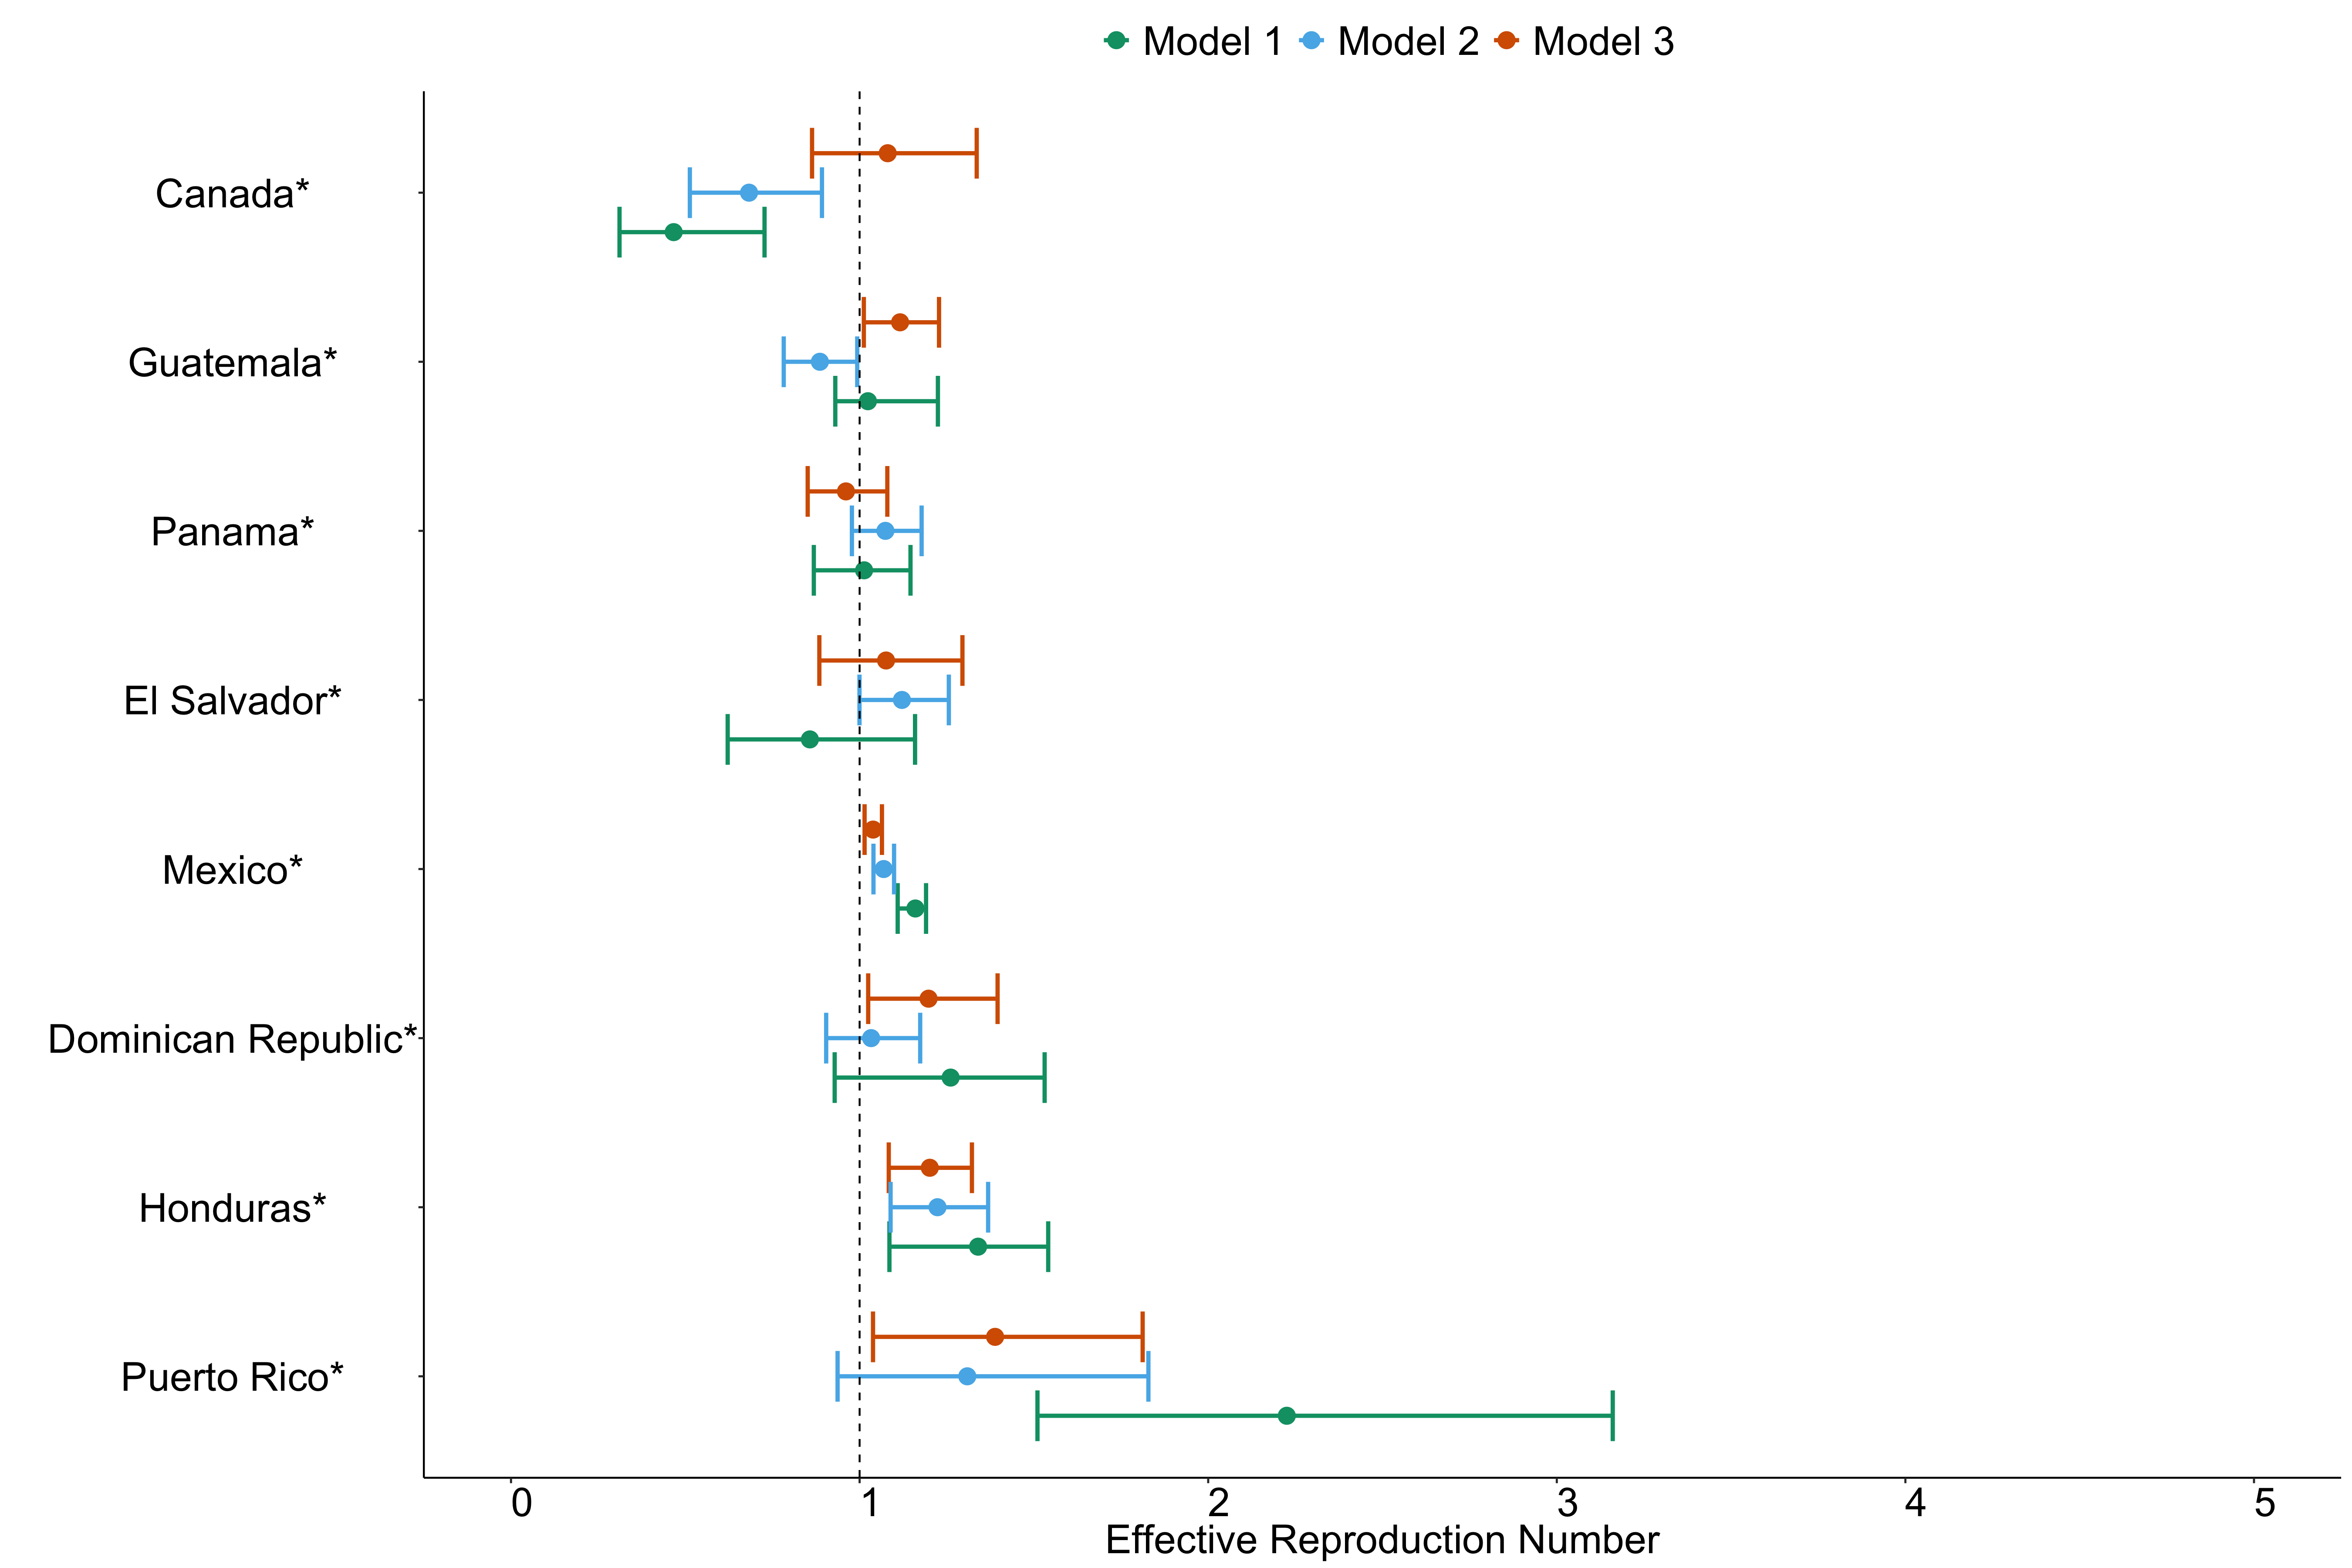 Model 1 Model 2 Model 3
Canada*
Guatemala*
Panama*
El Salvador*
Mexico*
Dominican Republic*
Honduras*
Puerto Rico*
0 1 2 3 4 5
Effective Reproduction Number